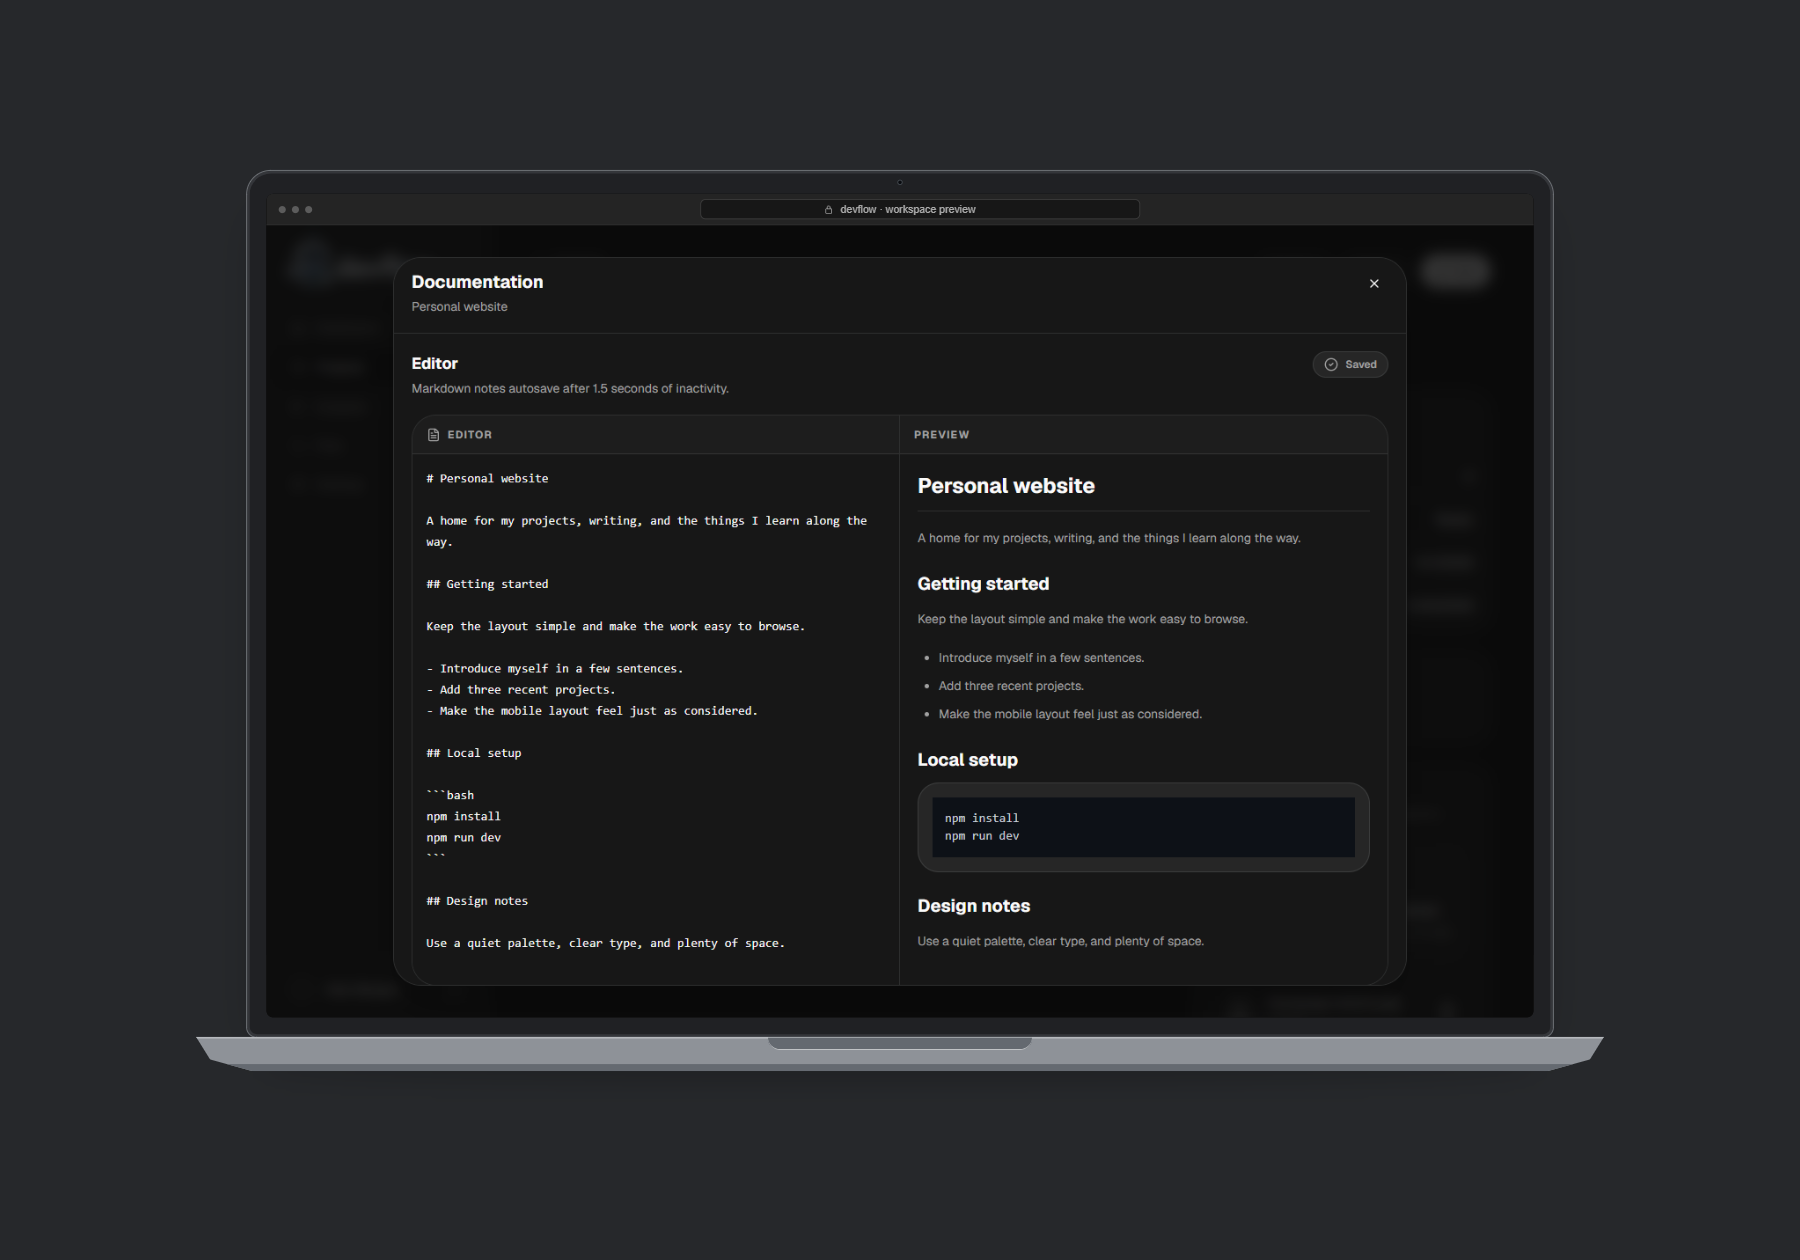 devflow · workspace preview
Documentation
Personal website
Editor
Saved
Markdown notes autosave after 1.5 seconds of inactivity.
EDITOR
# Personal website
A home for my projects, writing, and the things I learn along the
way.
## Getting started
Keep the layout simple and make the work easy to browse.
- Introduce myself in a few sentences.
- Add three recent projects.
- Make the mobile layout feel just as considered.
## Local setup
```bash
npm install
npm run dev
```
## Design notes
Use a quiet palette, clear type, and plenty of space.
PREVIEW
Personal website
A home for my projects, writing, and the things I learn along the way.
Getting started
Keep the layout simple and make the work easy to browse.
• Introduce myself in a few sentences.
• Add three recent projects.
• Make the mobile layout feel just as considered.
Local setup
npm install
npm run dev
Design notes
Use a quiet palette, clear type, and plenty of space.